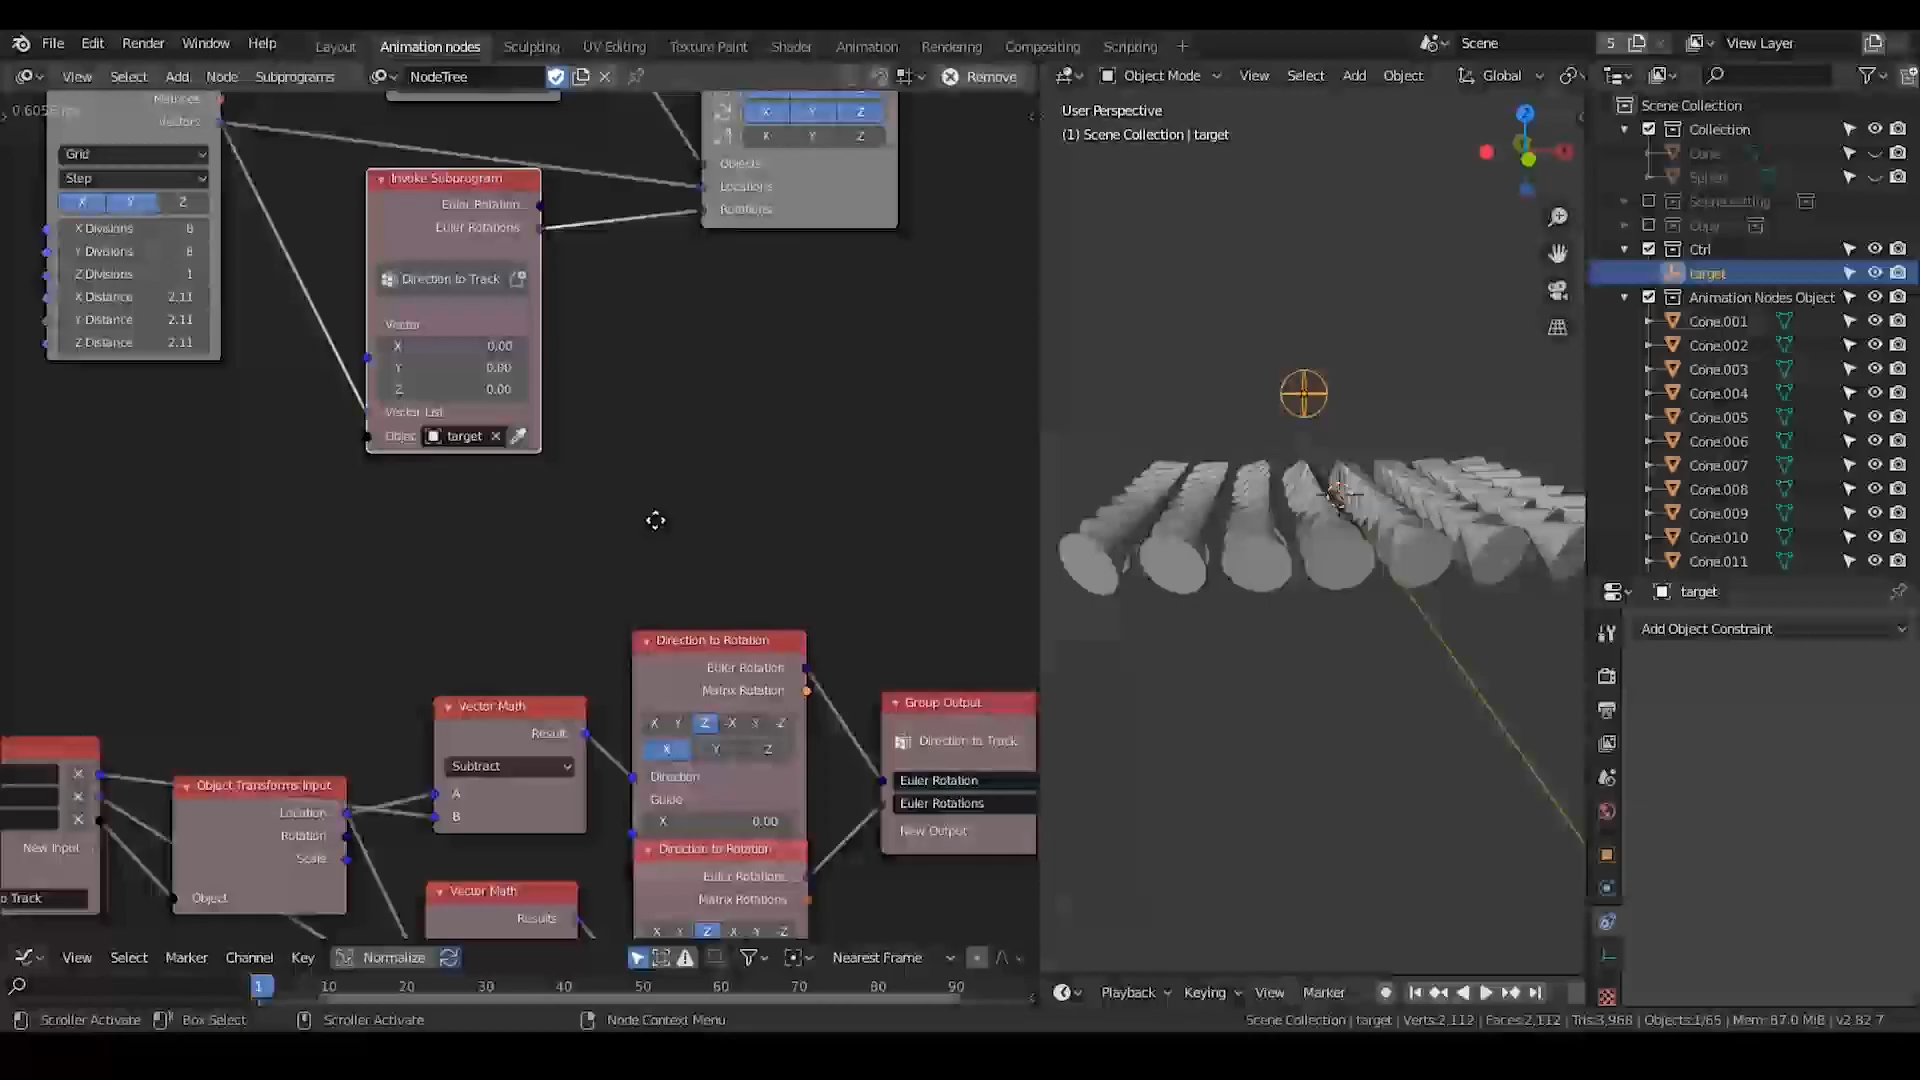 File Edit Render Window Help
Layout Animation nodes Sculpting UV Editing Texture Paint Shader Animation Rendering Compositing Scripting +
Scene
View Layer
View Select Add Node Subprograms
NodeTree
Remove
Object Mode View Select Add Object Global
Matrices
Vectors
Grid
Step
X Y Z
X Divisions 8
Y Divisions 8
Z Divisions 1
X Distance 2.11
Y Distance 2.11
Z Distance 2.11
Invoke Subprogram
Euler Rotation
Euler Rotations
Direction to Track
Vector
X 0.00
Y 0.00
Z 0.00
Vector List
Objec target
X Y Z
X Y Z
Objects
Locations
Rotations
User Perspective
(1) Scene Collection | target
Scene Collection
Collection
Cone
Ctrl
target
Animation Nodes Object
Cone.001
Cone.002
Cone.003
Cone.004
Cone.005
Cone.006
Cone.007
Cone.008
Cone.009
Cone.010
Cone.011
target
Add Object Constraint
New Input
o Track
Object Transforms Input
Location
Rotation
Scale
Object
Vector Math
Result
Subtract
A
B
Vector Math
Results
Direction to Rotation
Euler Rotation
Matrix Rotation
X Y Z -X -Y -Z
X Y Z
Direction
Guide
X 0.00
Direction to Rotation
Euler Rotations
Matrix Rotations
X Y Z -X -Y -Z
Group Output
Direction to Track
Euler Rotation
Euler Rotations
New Output
View Select Marker Channel Key Normalize
Nearest Frame
1 10 20 30 40 50 60 70 80 90
Playback Keying View Marker
Scroller Activate Box Select Scroller Activate Node Context Menu
Scene Collection | target | Verts:2,112 | Faces:2,112 | Tris:3,968 | Objects:1/65 | Mem: 87.0 MiB | v2.82.7